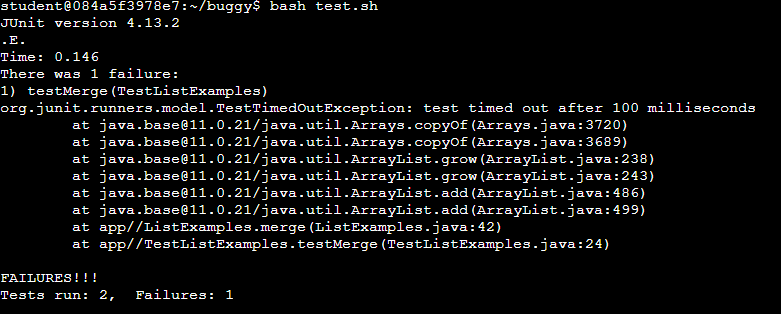 student@084a5f3978e7:~/buggy$ bash test.sh
JUnit version 4.13.2
.E.
Time: 0.146
There was 1 failure:
1) testMerge(TestListExamples)
org.junit.runners.model.TestTimedOutException: test timed out after 100 milliseconds
        at java.base@11.0.21/java.util.Arrays.copyOf(Arrays.java:3720)
        at java.base@11.0.21/java.util.Arrays.copyOf(Arrays.java:3689)
        at java.base@11.0.21/java.util.ArrayList.grow(ArrayList.java:238)
        at java.base@11.0.21/java.util.ArrayList.grow(ArrayList.java:243)
        at java.base@11.0.21/java.util.ArrayList.add(ArrayList.java:486)
        at java.base@11.0.21/java.util.ArrayList.add(ArrayList.java:499)
        at app//ListExamples.merge(ListExamples.java:42)
        at app//TestListExamples.testMerge(TestListExamples.java:24)

FAILURES!!!
Tests run: 2,  Failures: 1